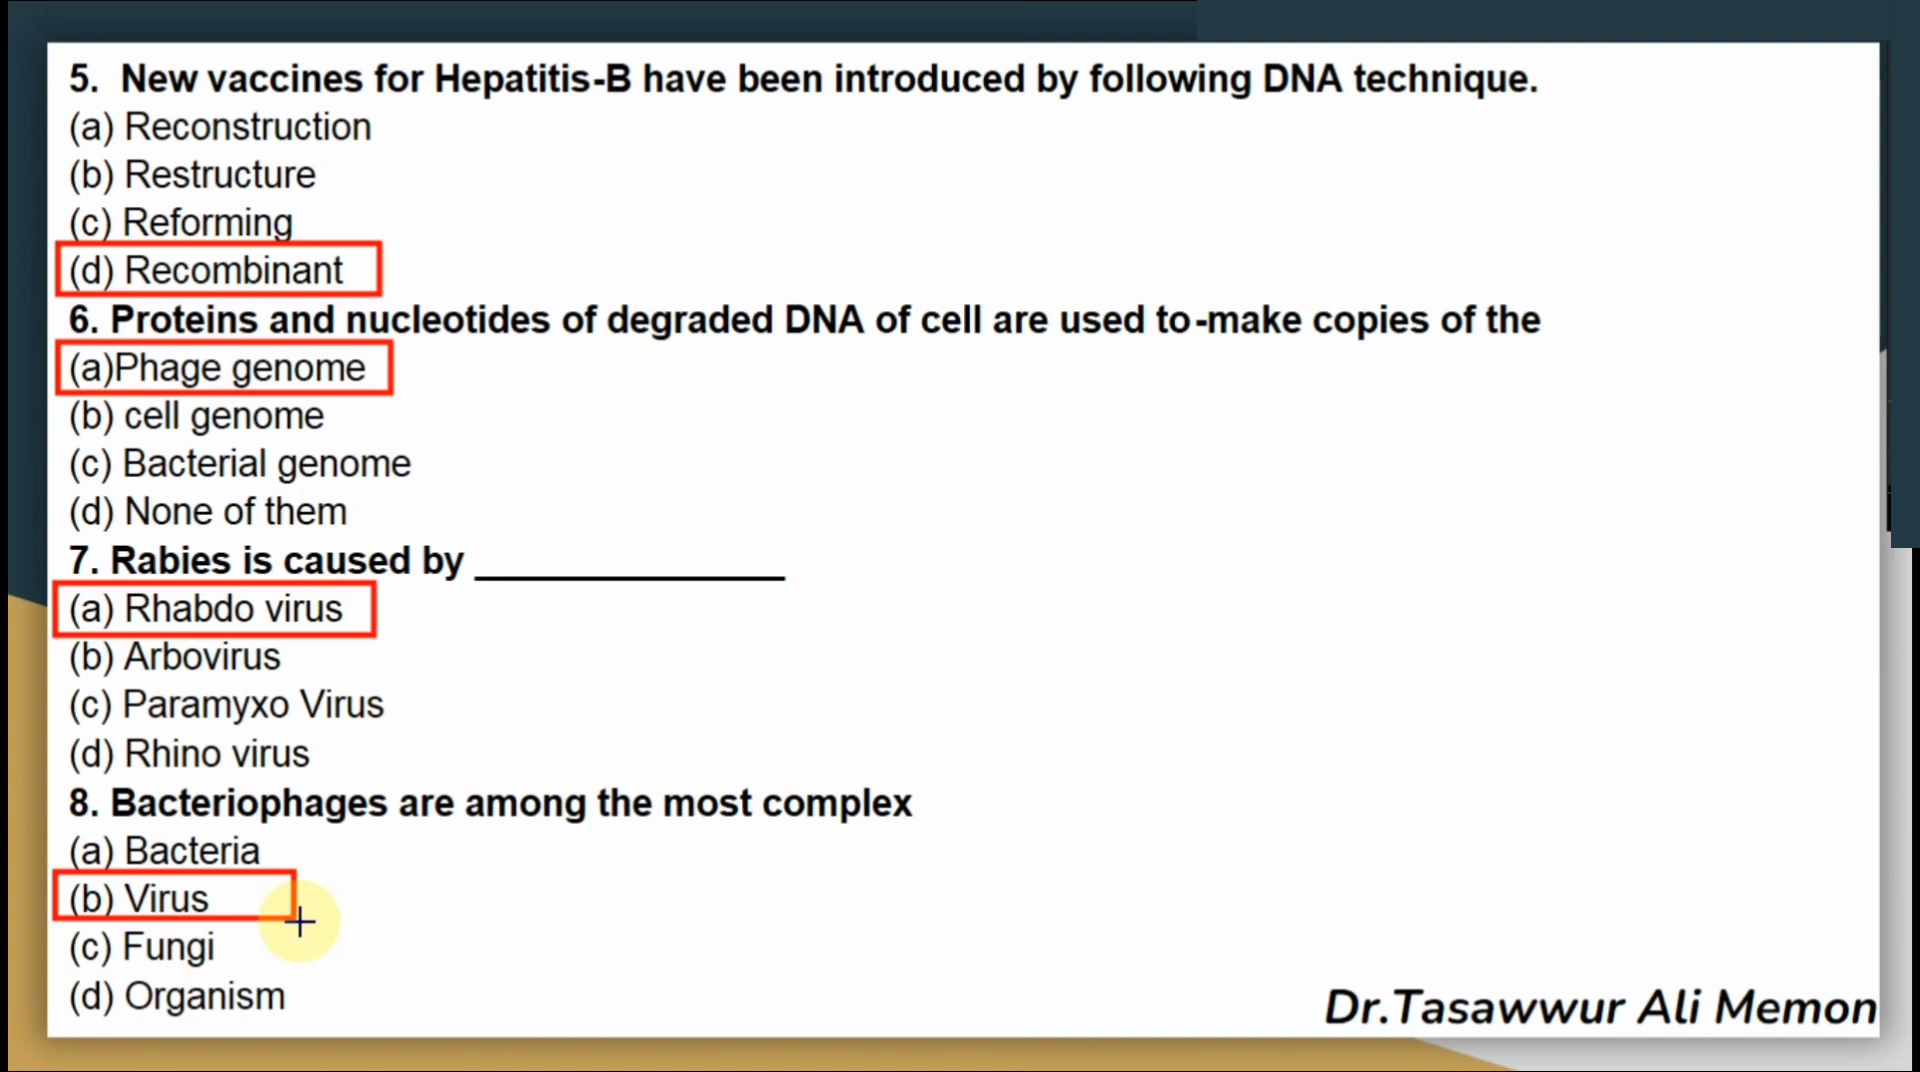 5. New vaccines for Hepatitis-B have been introduced by following DNA technique.
(a) Reconstruction
(b) Restructure
(c) Reforming
(d) Recombinant
6. Proteins and nucleotides of degraded DNA of cell are used to-make copies of the
(a)Phage genome
(b) cell genome
(c) Bacterial genome
(d) None of them
7. Rabies is caused by _______________
(a) Rhabdo virus
(b) Arbovirus
(c) Paramyxo Virus
(d) Rhino virus
8. Bacteriophages are among the most complex
(a) Bacteria
(b) Virus
(c) Fungi
(d) Organism
Dr.Tasawwur Ali Memon